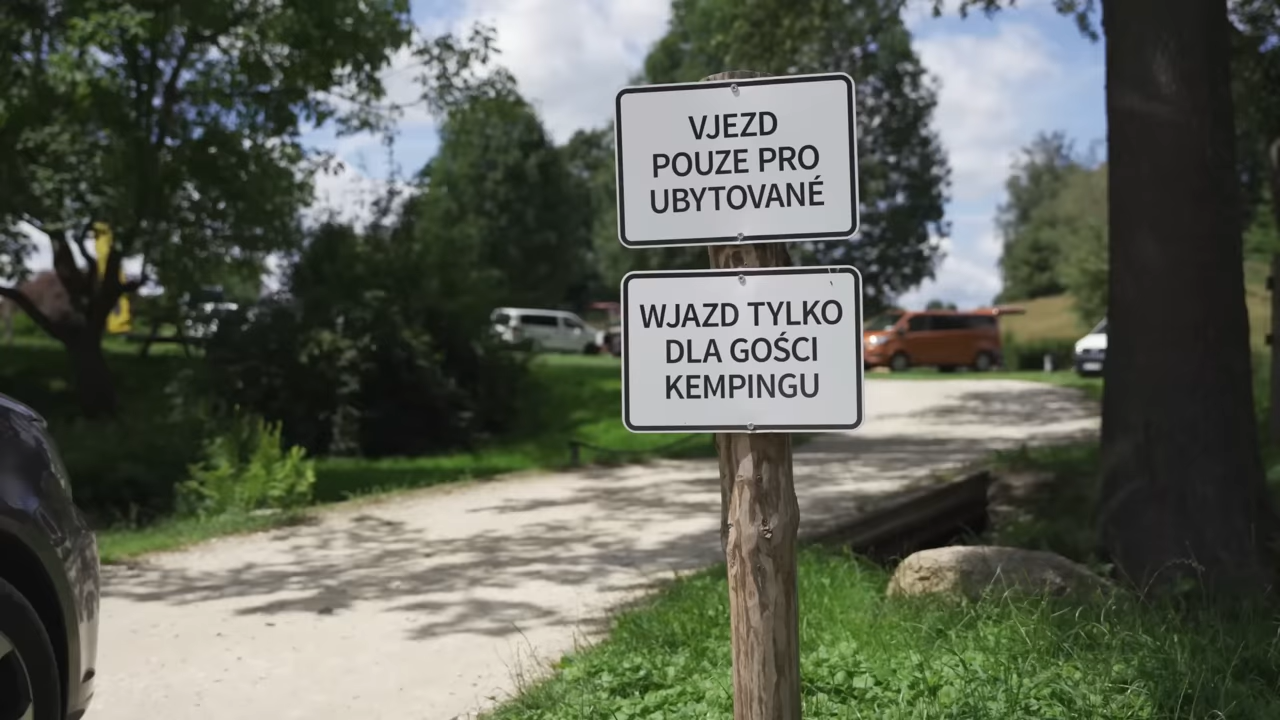 VJEZD
POUZE PRO
UBYTOVANÉ
WJAZD TYLKO
DLA GOŚCI
KEMPINGU